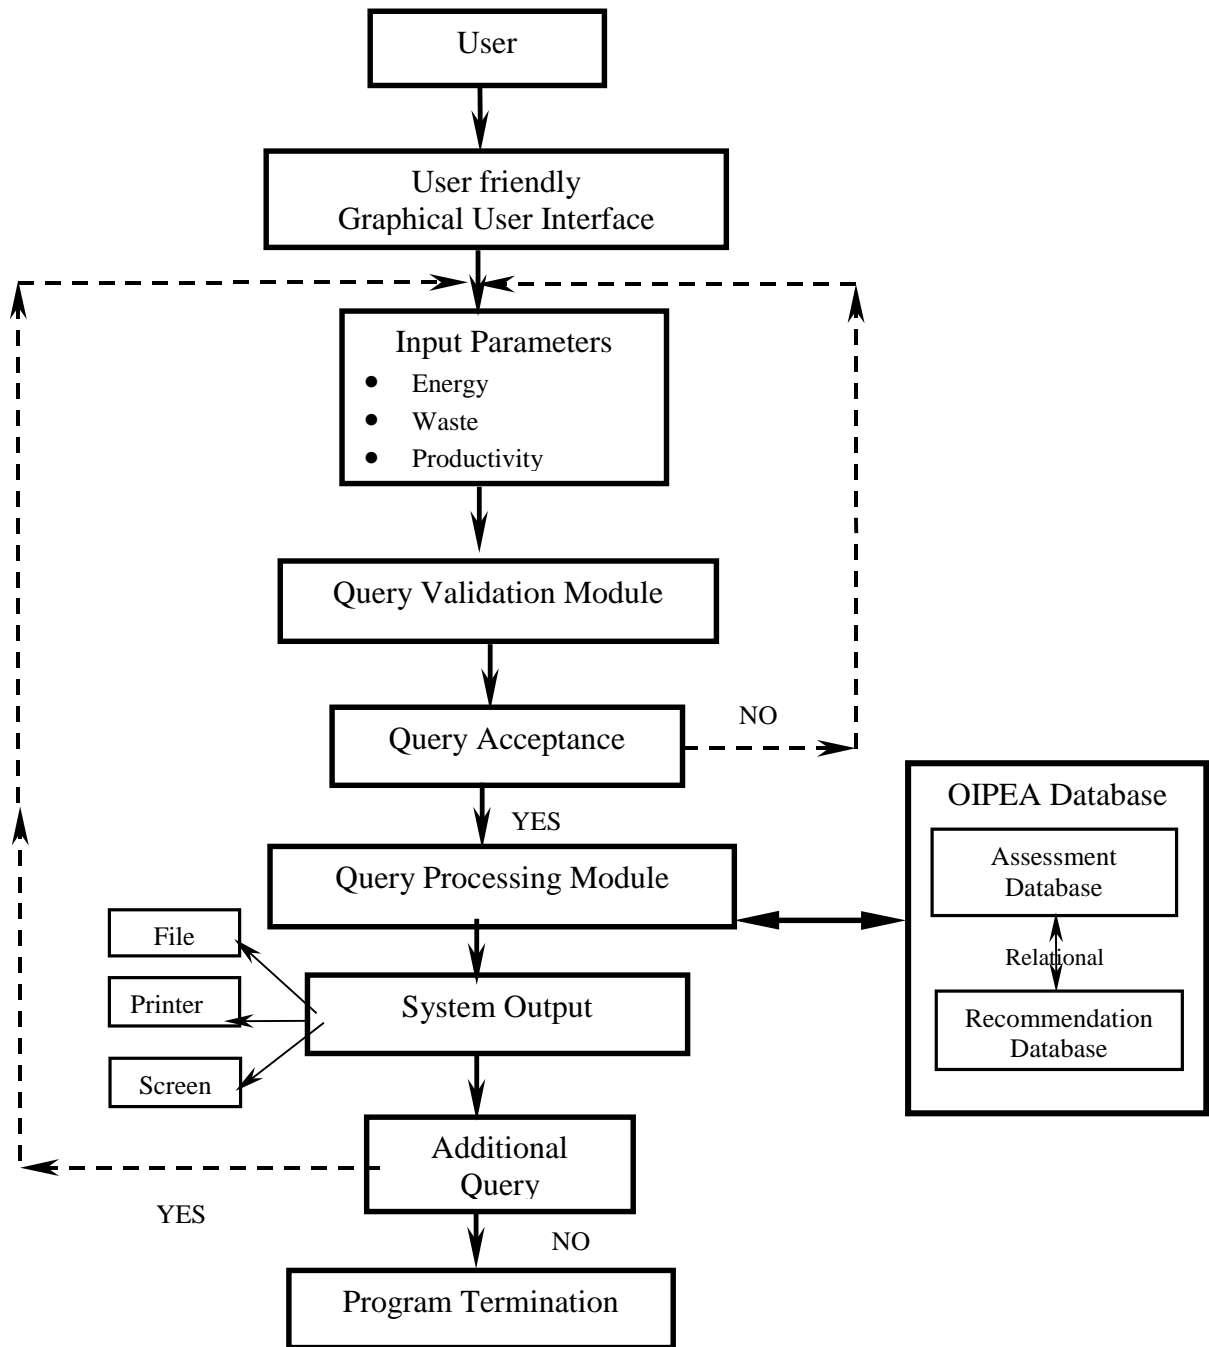 User
User friendly
Graphical User Interface
Input Parameters
• Energy
• Waste
• Productivity
Query Validation Module
Query Acceptance
NO
YES
Query Processing Module
OIPEA Database
Assessment
Database
Relational
Recommendation
Database
File
Printer
Screen
System Output
Additional
Query
YES
NO
Program Termination